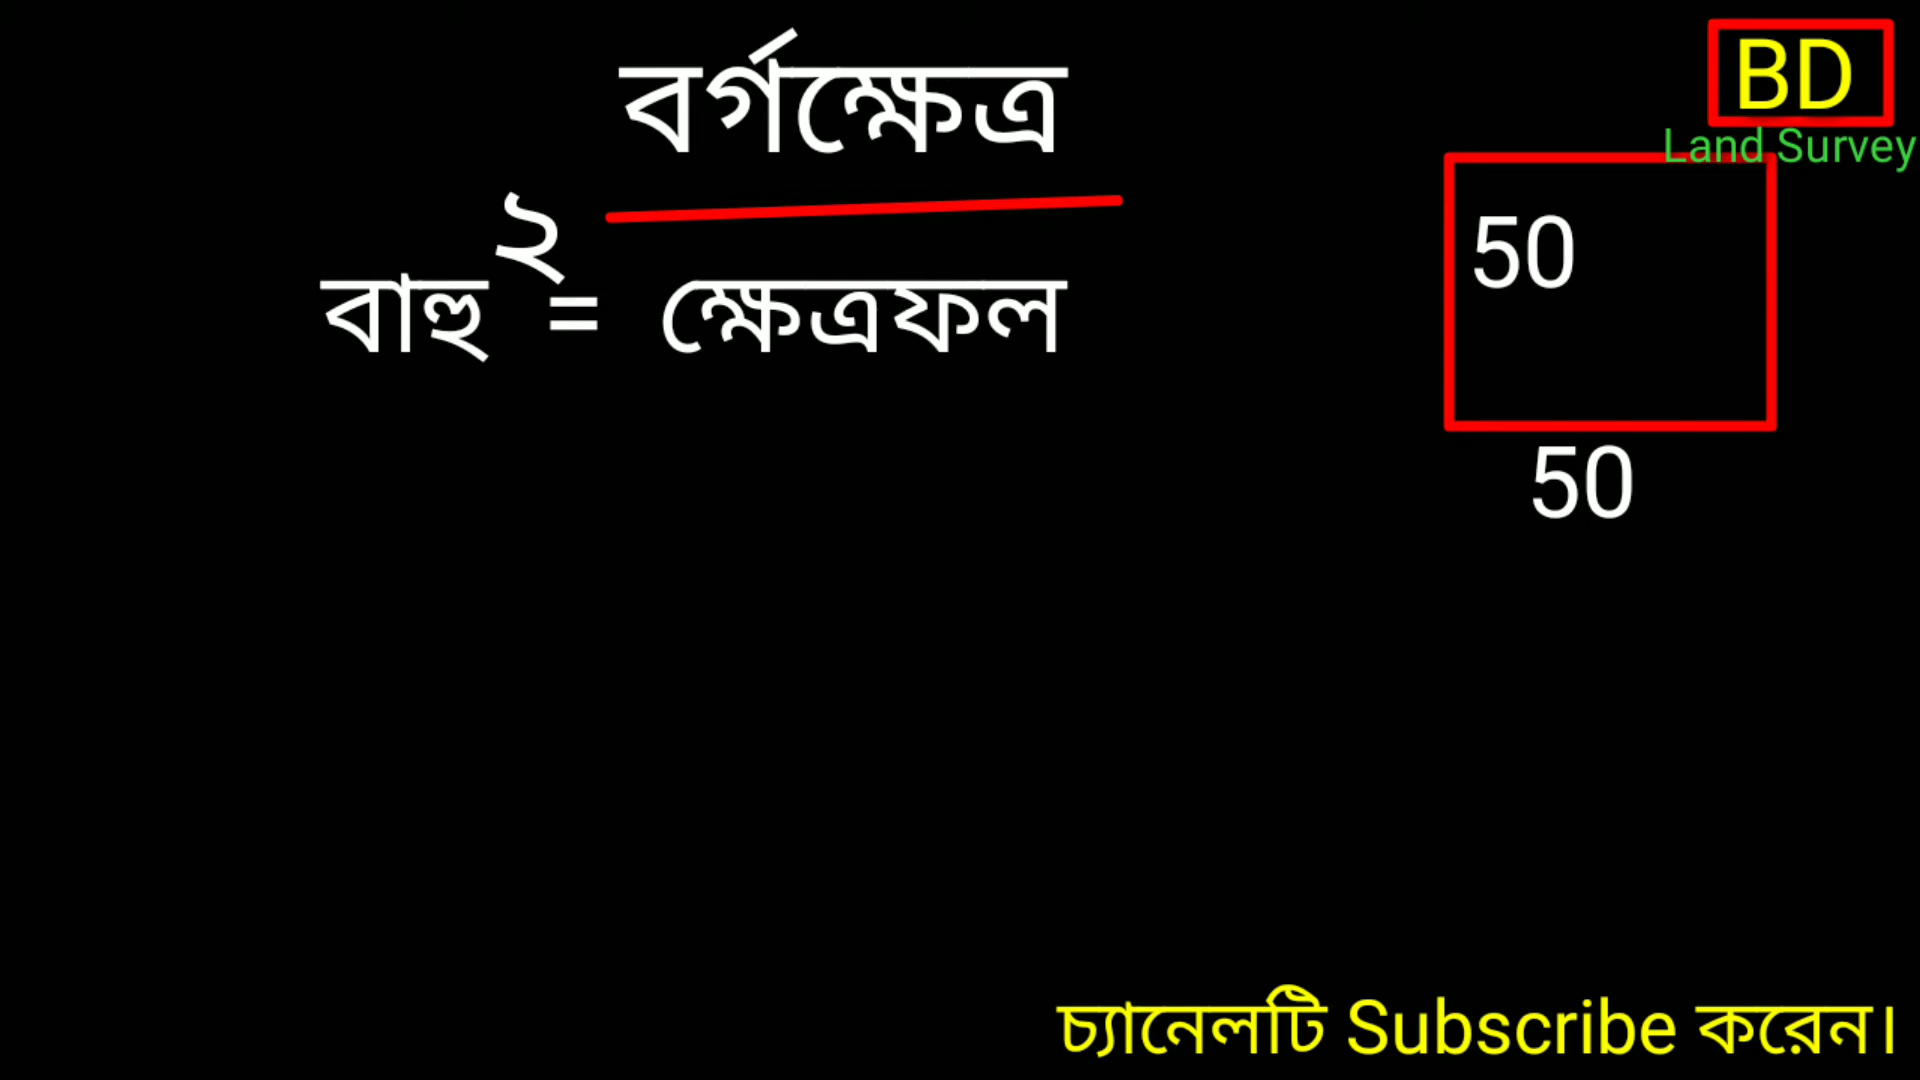 বর্গক্ষেত্র
BD
Land Survey
বাহু ২ = ক্ষেত্রফল
50
50
চ্যানেলটি Subscribe করেন।